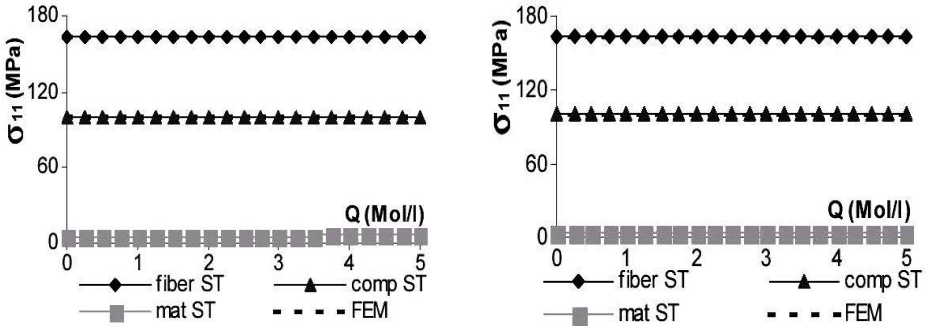 180
120
60
0
σ11 (MPa)
Q (Mol/l)
0 1 2 3 4 5
fiber ST
comp ST
mat ST
FEM
180
120
60
0
σ11 (MPa)
Q (Mol/l)
0 1 2 3 4 5
fiber ST
comp ST
mat ST
FEM